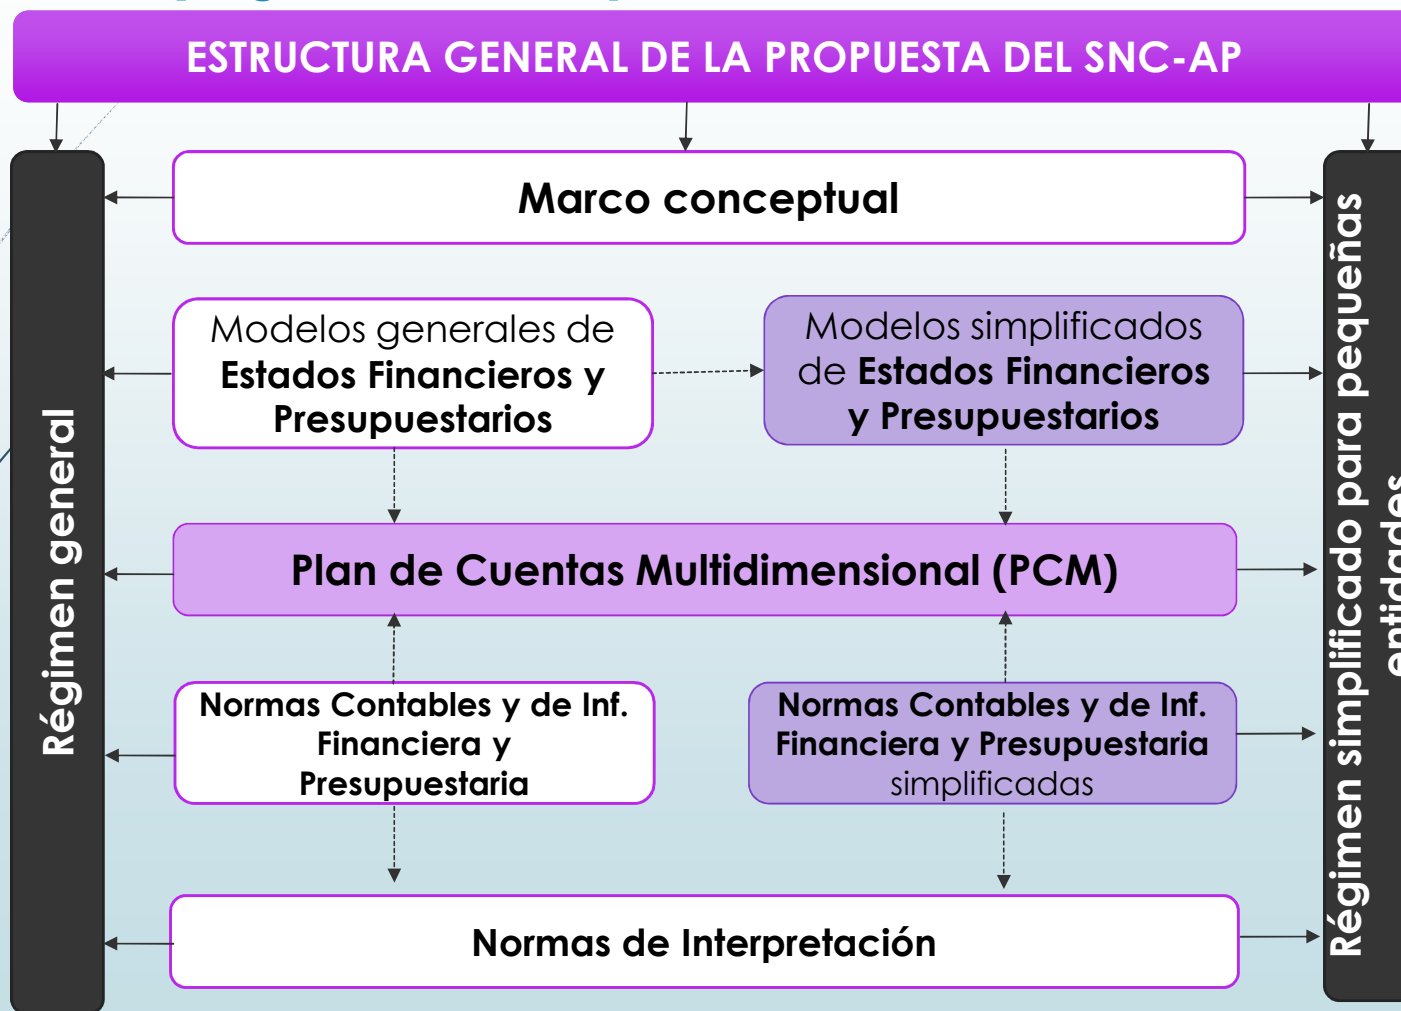 ESTRUCTURA GENERAL DE LA PROPUESTA DEL SNC-AP
Marco conceptual
Modelos generales de
Estados Financieros y
Presupuestarios
Modelos simplificados
de Estados Financieros
y Presupuestarios
Plan de Cuentas Multidimensional (PCM)
Normas Contables y de Inf.
Financiera y
Presupuestaria
Normas Contables y de Inf.
Financiera y Presupuestaria
simplificadas
Normas de Interpretación
Régimen general
Régimen simplificado para pequeñas
entidades